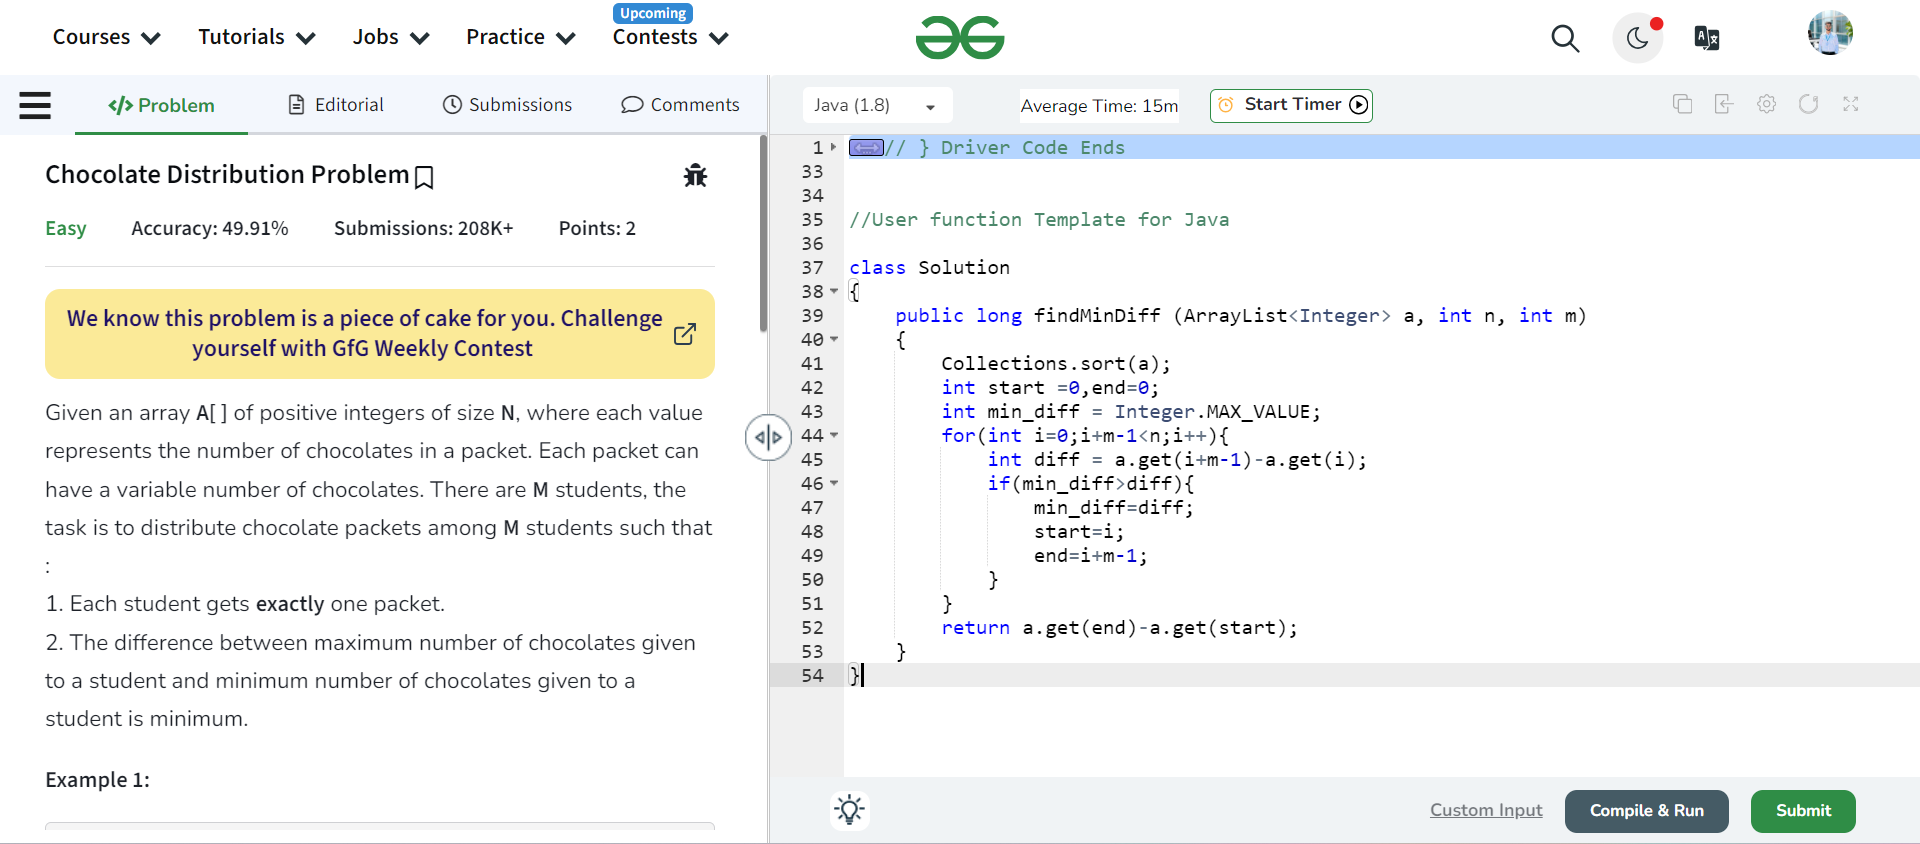 Upcoming
Courses Tutorials Jobs Practice Contests
</> Problem Editorial Submissions Comments
Chocolate Distribution Problem
Easy Accuracy: 49.91% Submissions: 208K+ Points: 2
We know this problem is a piece of cake for you. Challenge
yourself with GfG Weekly Contest
Given an array A[ ] of positive integers of size N, where each value
represents the number of chocolates in a packet. Each packet can
have a variable number of chocolates. There are M students, the
task is to distribute chocolate packets among M students such that
:
1. Each student gets exactly one packet.
2. The difference between maximum number of chocolates given
to a student and minimum number of chocolates given to a
student is minimum.
Example 1:
Java (1.8) Average Time: 15m Start Timer
1 // } Driver Code Ends
33
34
35 //User function Template for Java
36
37 class Solution
38 {
39     public long findMinDiff (ArrayList<Integer> a, int n, int m)
40     {
41         Collections.sort(a);
42         int start =0,end=0;
43         int min_diff = Integer.MAX_VALUE;
44         for(int i=0;i+m-1<n;i++){
45             int diff = a.get(i+m-1)-a.get(i);
46             if(min_diff>diff){
47                 min_diff=diff;
48                 start=i;
49                 end=i+m-1;
50             }
51         }
52         return a.get(end)-a.get(start);
53     }
54 }
Custom Input Compile & Run Submit